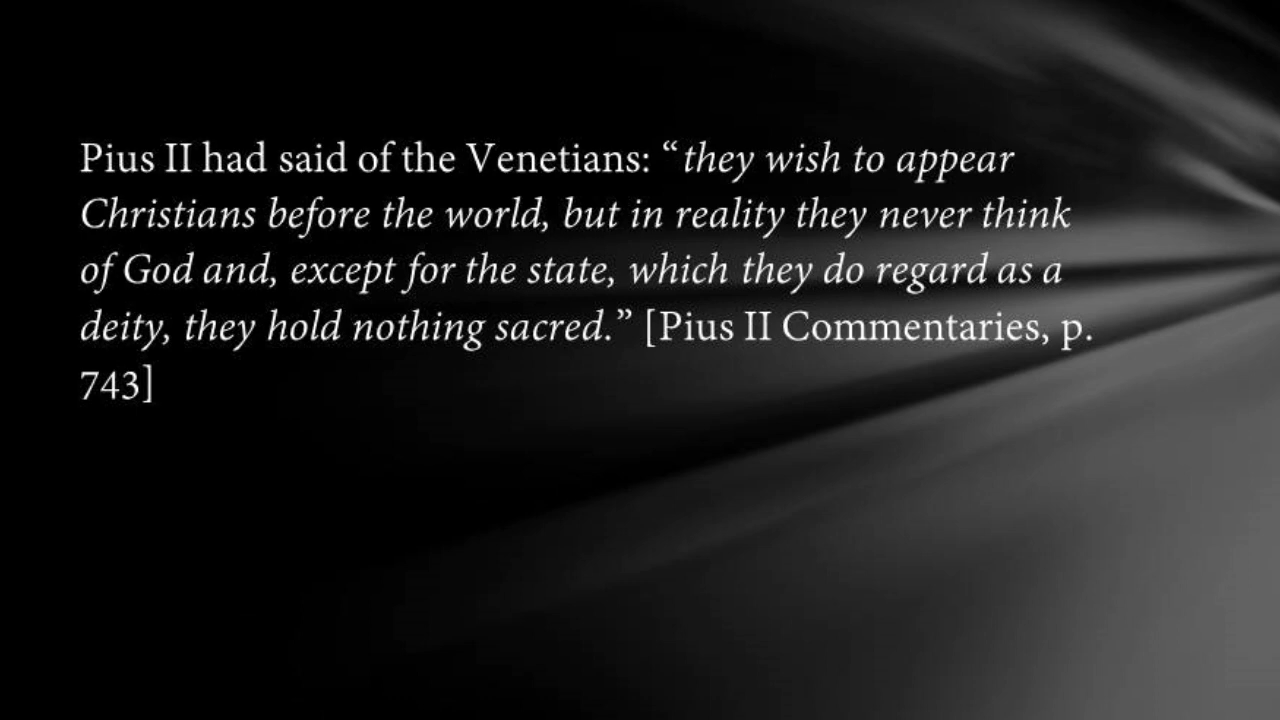 Pius II had said of the Venetians: “they wish to appear
Christians before the world, but in reality they never think
of God and, except for the state, which they do regard as a
deity, they hold nothing sacred.” [Pius II Commentaries, p.
743]